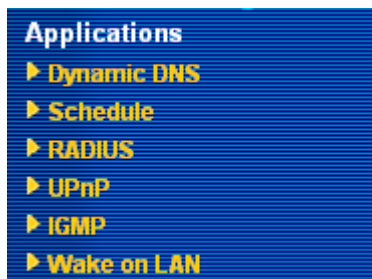 Applications
Dynamic DNS
Schedule
RADIUS
UPnP
IGMP
Wake on LAN